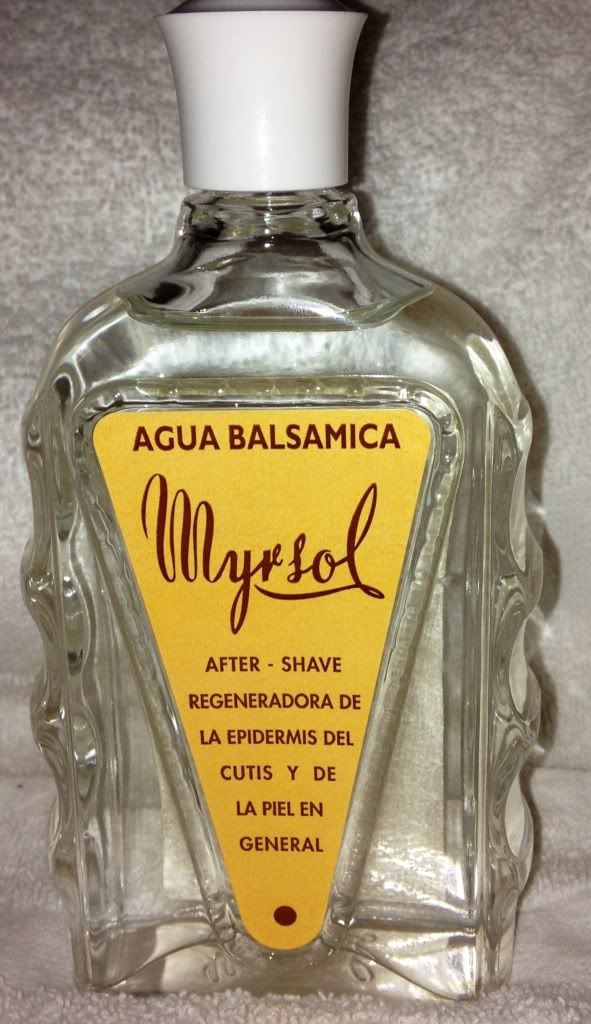 AGUA BALSAMICA
Myrsol
AFTER - SHAVE
REGENERADORA DE
LA EPIDERMIS DEL
CUTIS Y DE
LA PIEL EN
GENERAL